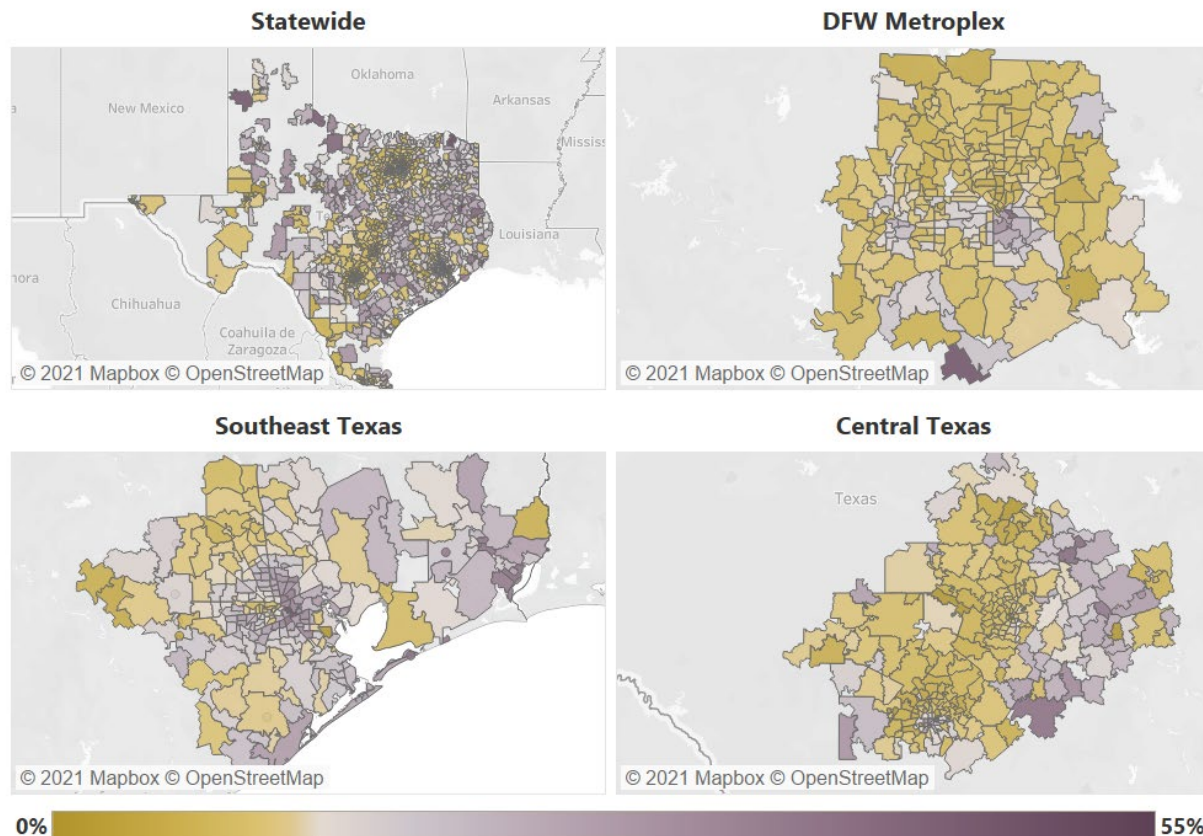 Statewide
DFW Metroplex
Oklahoma
New Mexico
Arkansas
Mississ
Te
Louisiana
nora
Chihuahua
Coahuila de
Zaragoza
© 2021 Mapbox © OpenStreetMap
© 2021 Mapbox © OpenStreetMap
Southeast Texas
Central Texas
Texas
© 2021 Mapbox © OpenStreetMap
© 2021 Mapbox © OpenStreetMap
0%
55%